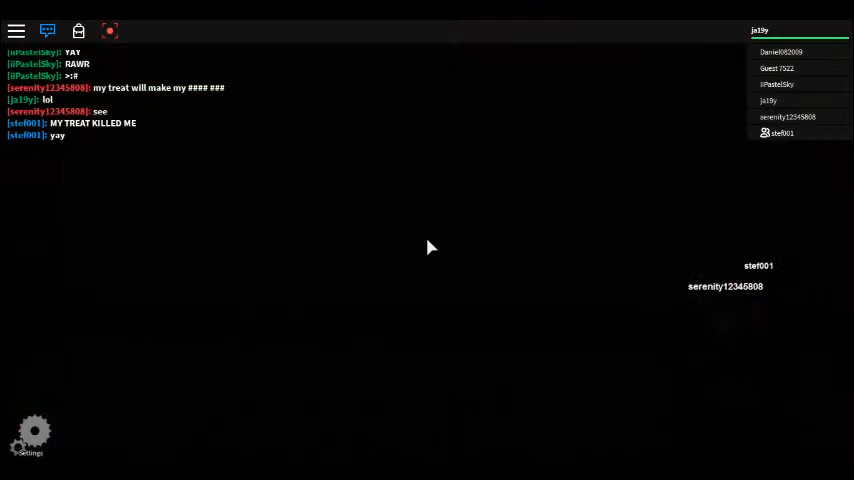 ja19y
[iiPastelSky]: YAY
[iiPastelSky]: RAWR
[iiPastelSky]: >:#
[serenity12345808]: my treat will make my #### ###
[ja19y]: lol
[serenity12345808]: see
[stef001]: MY TREAT KILLED ME
[stef001]: yay
Daniel082009
Guest 7522
iiPastelSky
ja19y
serenity12345808
stef001
stef001
serenity12345808
Settings